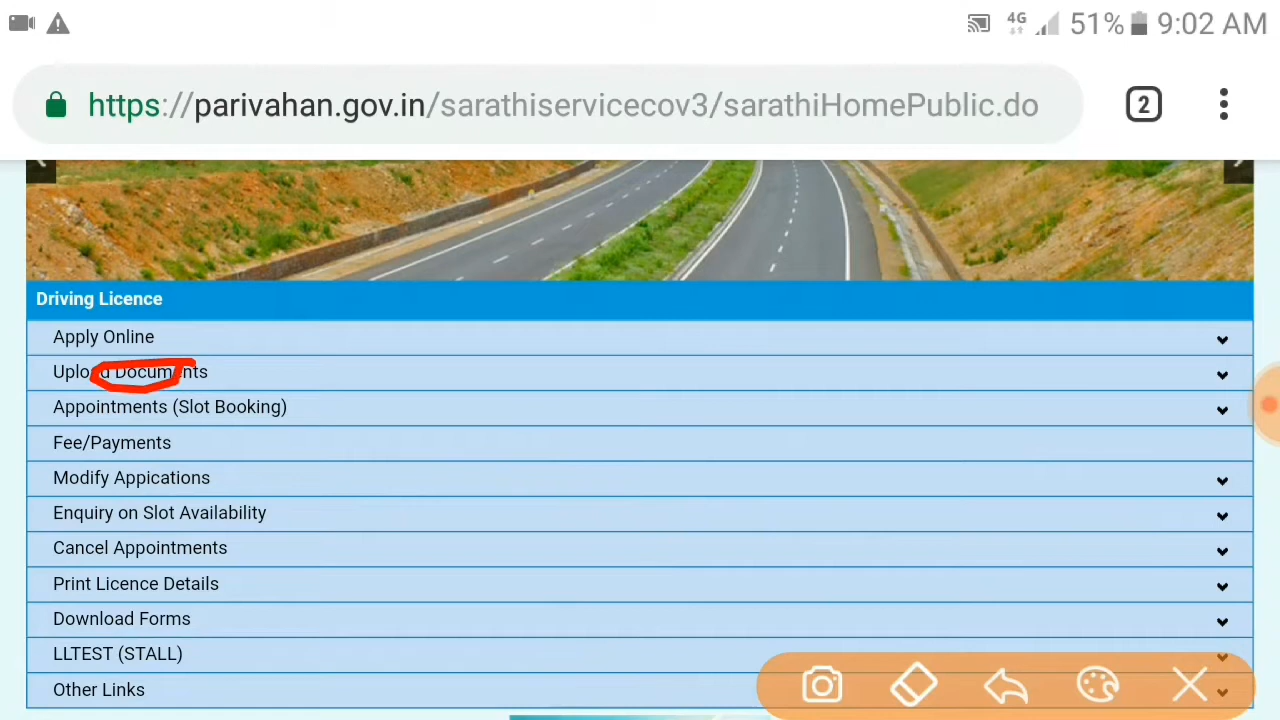 4G 51% 9:02 AM
https://parivahan.gov.in/sarathiservicecov3/sarathiHomePublic.do 2
Driving Licence
Apply Online
Upload Documents
Appointments (Slot Booking)
Fee/Payments
Modify Appications
Enquiry on Slot Availability
Cancel Appointments
Print Licence Details
Download Forms
LLTEST (STALL)
Other Links